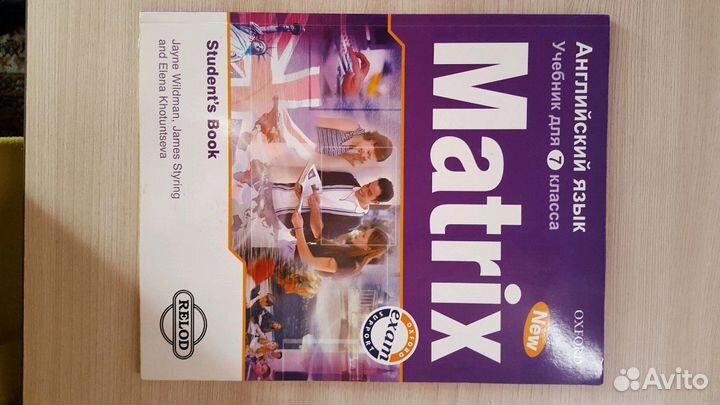 OXFORD
Английский язык
Учебник для 7 класса
New
Matrix
OXFORD
exam
SUPPORT
Student's Book
Jayne Wildman, James Styring
and Elena Khotuntseva
RELOD
Avito